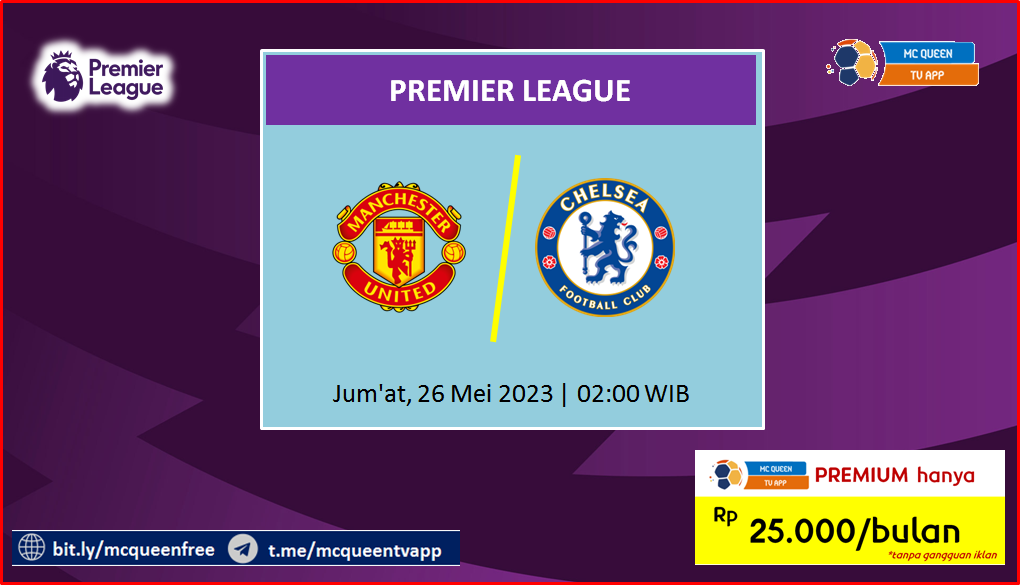 Premier
League
MC QUEEN
TV APP
PREMIER LEAGUE
MANCHESTER
UNITED
CHELSEA
FOOTBALL CLUB
Jum'at, 26 Mei 2023 | 02:00 WIB
MC QUEEN
TV APP
PREMIUM hanya
Rp 25.000/bulan
*tanpa gangguan iklan
bit.ly/mcqueenfree t.me/mcqueentvapp